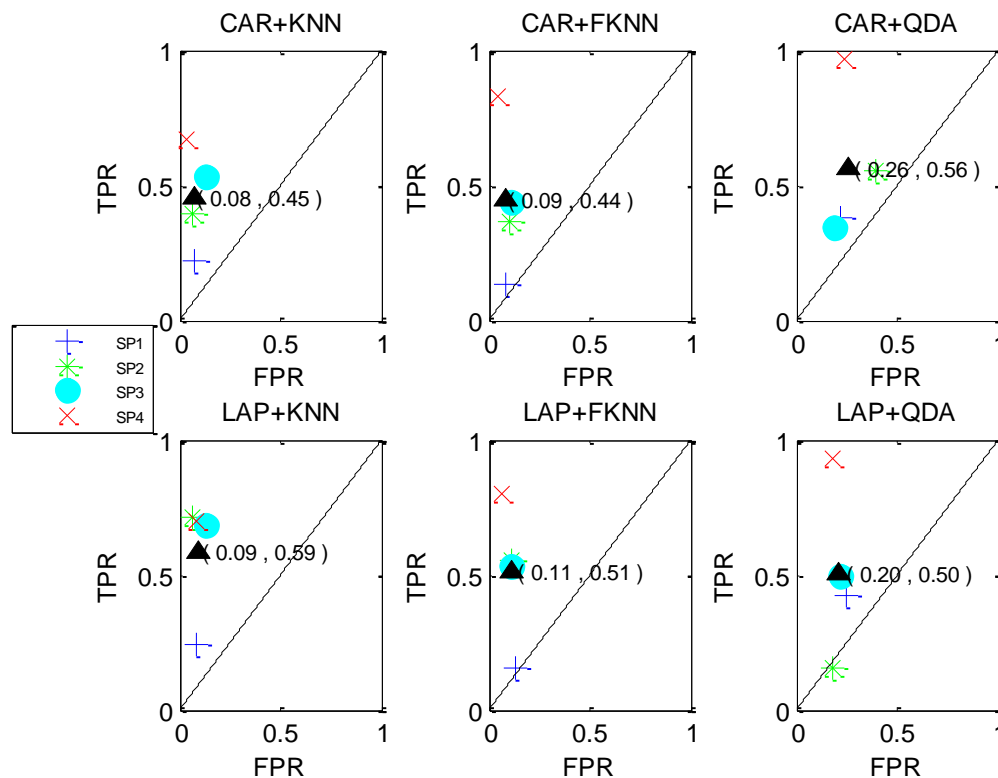 CAR+KNN
1
TPR
0.5
( 0.08 , 0.45 )
0
0 0.5 1
FPR
CAR+FKNN
1
TPR
0.5
( 0.09 , 0.44 )
0
0 0.5 1
FPR
CAR+QDA
1
TPR
0.5
( 0.26 , 0.56 )
0
0 0.5 1
FPR
SP1
SP2
SP3
SP4
LAP+KNN
1
TPR
0.5
( 0.09 , 0.59 )
0
0 0.5 1
FPR
LAP+FKNN
1
TPR
0.5
( 0.11 , 0.51 )
0
0 0.5 1
FPR
LAP+QDA
1
TPR
0.5
( 0.20 , 0.50 )
0
0 0.5 1
FPR